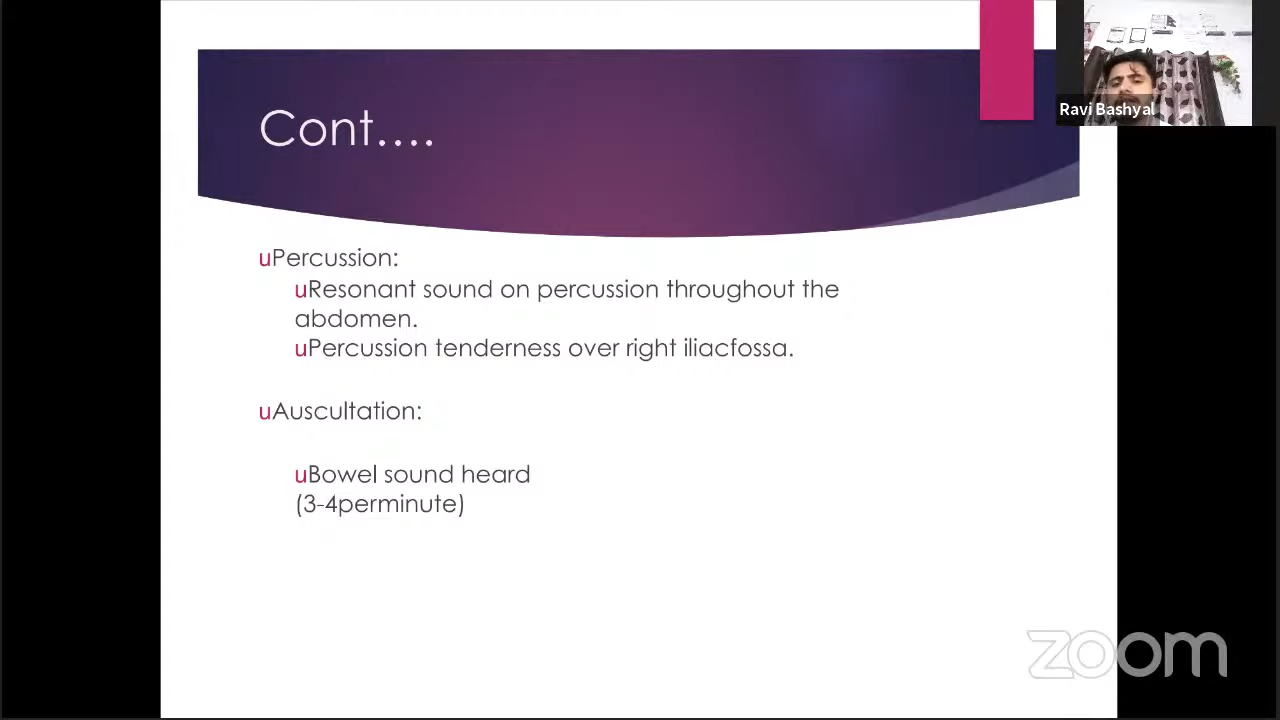 Cont....
Ravi Bashyal
uPercussion:
uResonant sound on percussion throughout the
abdomen.
uPercussion tenderness over right iliacfossa.
uAuscultation:
uBowel sound heard
(3-4perminute)
zoom